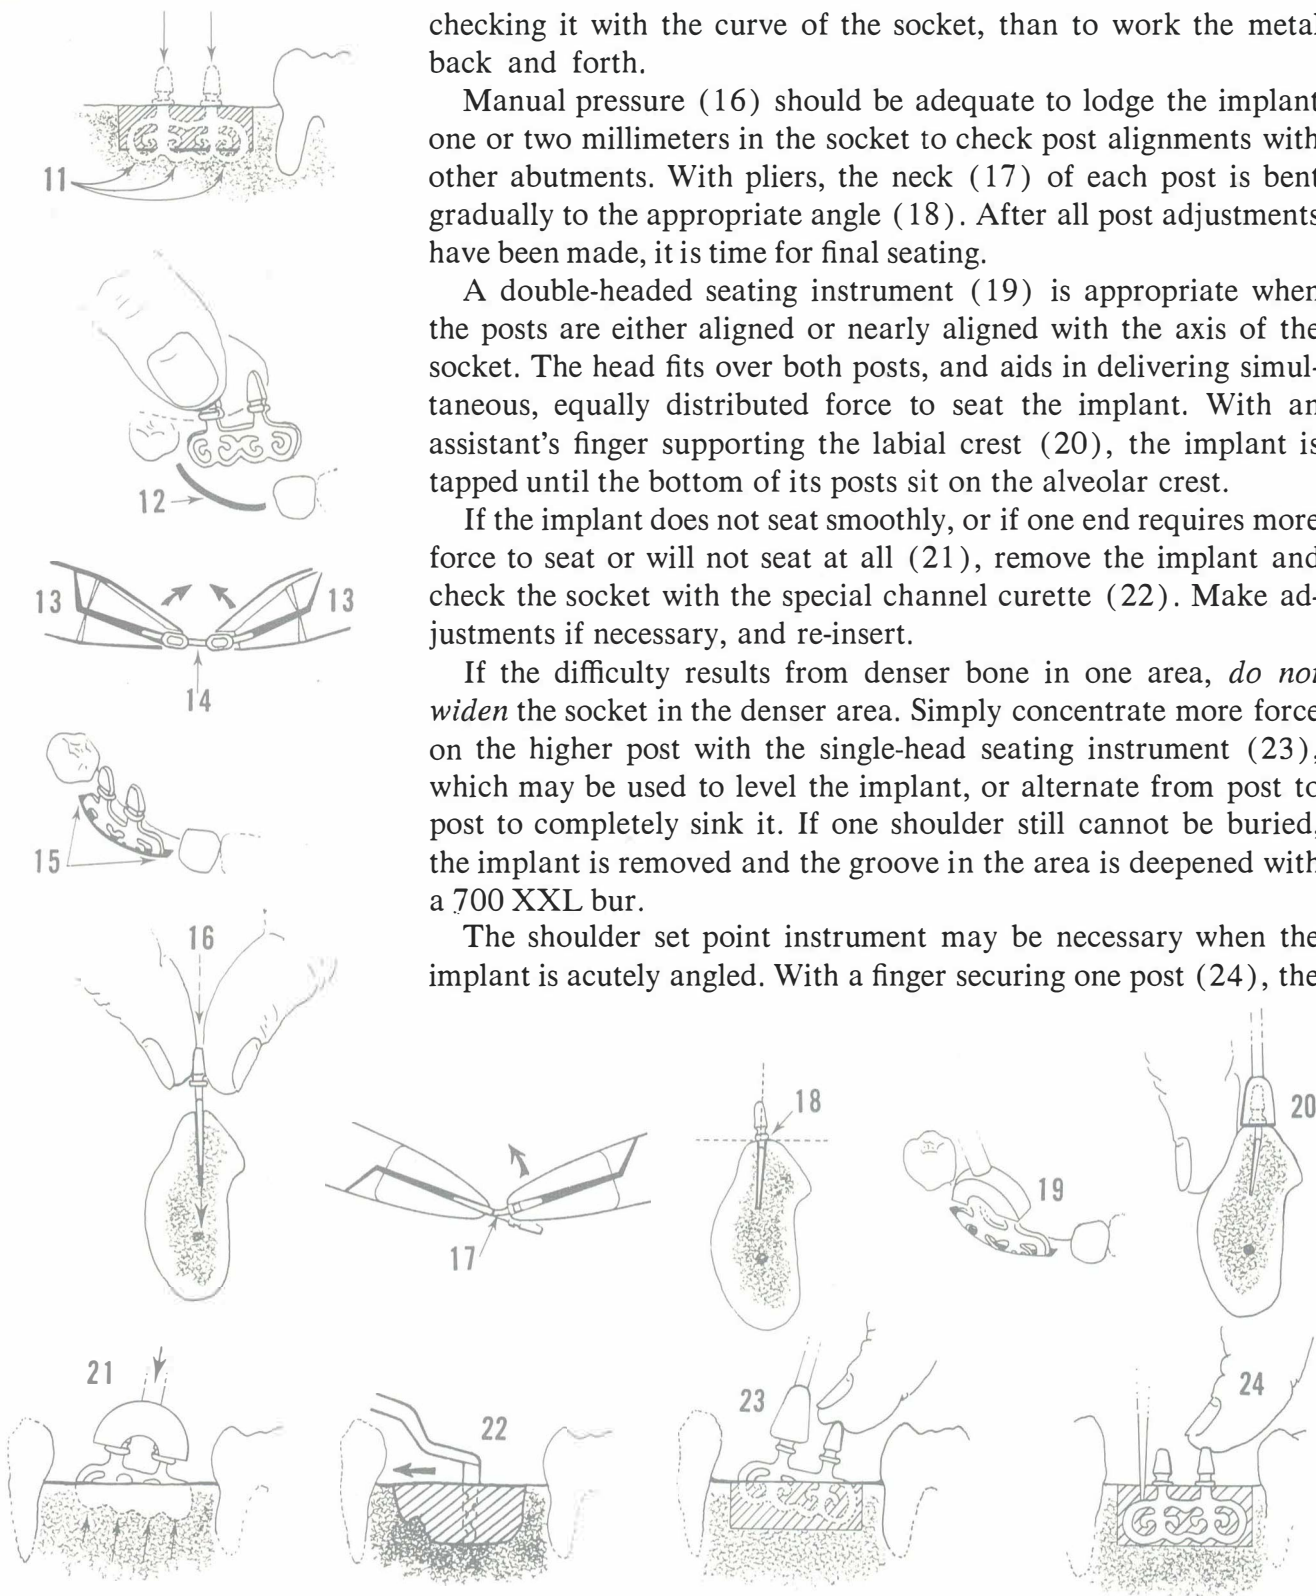 checking it with the curve of the socket, than to work the metal
back and forth.
Manual pressure (16) should be adequate to lodge the implant
one or two millimeters in the socket to check post alignments with
other abutments. With pliers, the neck (17) of each post is bent
gradually to the appropriate angle (18). After all post adjustments
have been made, it is time for final seating.
A double-headed seating instrument (19) is appropriate when
the posts are either aligned or nearly aligned with the axis of the
socket. The head fits over both posts, and aids in delivering simul-
taneous, equally distributed force to seat the implant. With an
assistant's finger supporting the labial crest (20), the implant is
tapped until the bottom of its posts sit on the alveolar crest.
If the implant does not seat smoothly, or if one end requires more
force to seat or will not seat at all (21), remove the implant and
check the socket with the special channel curette (22). Make ad-
justments if necessary, and re-insert.
If the difficulty results from denser bone in one area, do not
widen the socket in the denser area. Simply concentrate more force
on the higher post with the single-head seating instrument (23),
which may be used to level the implant, or alternate from post to
post to completely sink it. If one shoulder still cannot be buried,
the implant is removed and the groove in the area is deepened with
a 700 XXL bur.
The shoulder set point instrument may be necessary when the
implant is acutely angled. With a finger securing one post (24), the
11
12
13 13
14
15
16
17
18
19
20
21
22
23
24